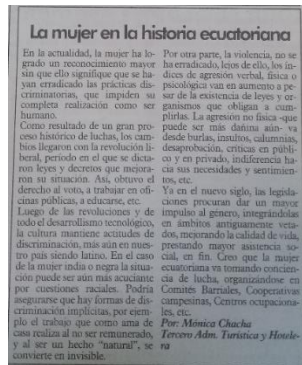 La mujer en la historia ecuatoriana
En la actualidad, la mujer ha lo-
grado un reconocimiento mayor
sin que ello signifique que se ha-
yan erradicado las prácticas dis-
criminatorias, que impiden su
completa realización como ser
humano.
Como resultado de un gran pro-
ceso histórico de luchas, los cam-
bios llegaron con la revolución li-
beral, período en el que se dicta-
ron leyes y decretos que mejora-
ron su situación. Así, obtuvo el
derecho al voto, a trabajar en ofi-
cinas públicas, a educarse, etc.
Luego de las revoluciones y de
todo el desarrollismo tecnológico,
la cultura mantiene actitudes de
discriminación, más aún en nues-
tro país siendo latino. En el caso
de la mujer india o negra la situa-
ción puede ser aún más acuciante
por cuestiones raciales. Podría
asegurarse que hay formas de dis-
criminación implícitas, por ejem-
plo el trabajo que como ama de
casa realiza al no ser remunerado,
y al ser un hecho "natural", se
convierte en invisible.
Por otra parte, la violencia, no se
ha erradicado, lejos de ello, los ín-
dices de agresión verbal, física o
psicológica van en aumento a pe-
sar de la existencia de leyes y or-
ganismos que obligan a cum-
plirlas. La agresión no física -que
puede ser más dañina aún- va
desde burlas, insultos, calumnias,
desaprobación, críticas en públi-
co y en privado, indiferencia ha-
cia sus necesidades y sentimien-
tos, etc.
Ya en el nuevo siglo, las legisla-
ciones procuran dar un mayor
impulso al género, integrándolas
en ámbitos antiguamente veta-
dos, mejorando la calidad de vida,
prestando mayor asistencia so-
cial, en fin. Creo que la mujer
ecuatoriana va tomando concien-
cia de lucha, organizándose en
Comités Barriales, Cooperativas
campesinas, Centros ocupaciona-
les, etc.
Por: Mónica Chacha
Tercero Adm. Turística y Hotele-
ra